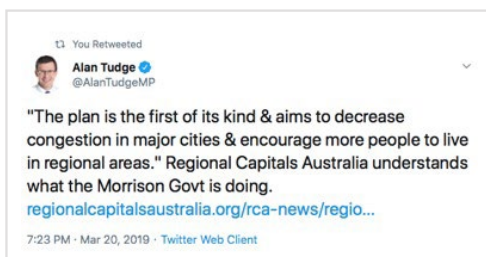 You Retweeted
Alan Tudge
@AlanTudgeMP
"The plan is the first of its kind & aims to decrease
congestion in major cities & encourage more people to live
in regional areas." Regional Capitals Australia understands
what the Morrison Govt is doing.
regionalcapitalsaustralia.org/rca-news/regio...
7:23 PM · Mar 20, 2019 · Twitter Web Client